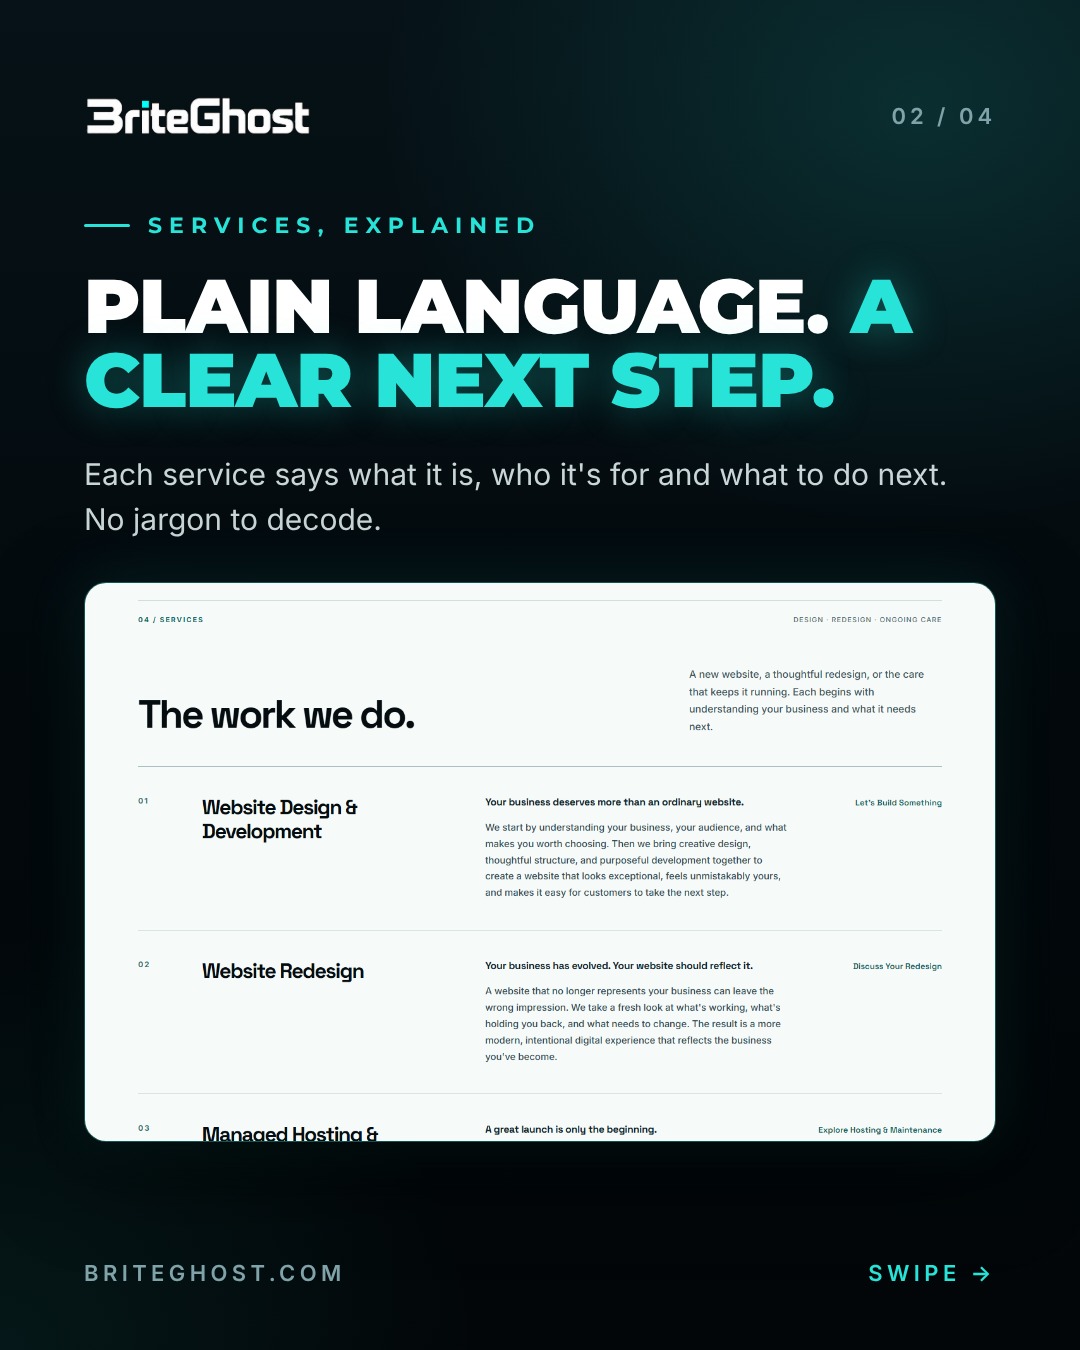 BriteGhost
02 / 04
SERVICES, EXPLAINED
PLAIN LANGUAGE. A
CLEAR NEXT STEP.
Each service says what it is, who it's for and what to do next.
No jargon to decode.
04 / SERVICES
DESIGN · REDESIGN · ONGOING CARE
The work we do.
A new website, a thoughtful redesign, or the care
that keeps it running. Each begins with
understanding your business and what it needs
next.
01
Website Design &
Development
Your business deserves more than an ordinary website.
We start by understanding your business, your audience, and what
makes you worth choosing. Then we bring creative design,
thoughtful structure, and purposeful development together to
create a website that looks exceptional, feels unmistakably yours,
and makes it easy for customers to take the next step.
Let's Build Something
02
Website Redesign
Your business has evolved. Your website should reflect it.
A website that no longer represents your business can leave the
wrong impression. We take a fresh look at what's working, what's
holding you back, and what needs to change. The result is a more
modern, intentional digital experience that reflects the business
you've become.
Discuss Your Redesign
03
Managed Hosting &
A great launch is only the beginning.
Explore Hosting & Maintenance
BRITEGHOST.COM
SWIPE →